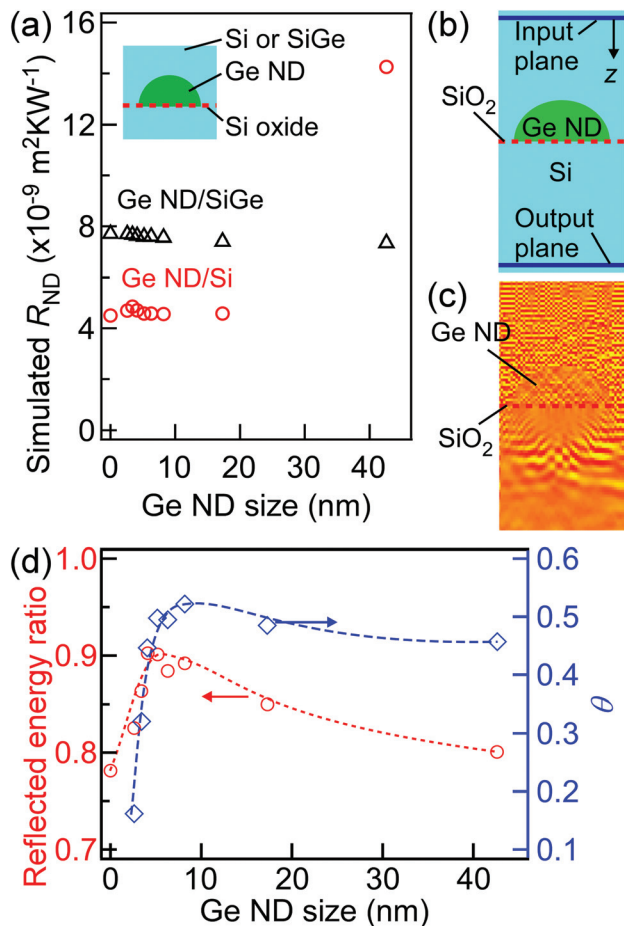 (a)
16
12
8
4
0
Simulated R_ND (x10⁻⁹ m²KW⁻¹)
Si or SiGe
Ge ND
Si oxide
Ge ND/SiGe
Ge ND/Si
0 10 20 30 40
Ge ND size (nm)
(b)
Input
plane
z
SiO₂
Ge ND
Si
Output
plane
(c)
Ge ND
SiO₂
(d)
1.0
0.9
0.8
0.7
Reflected energy ratio
0.6
0.5
0.4
0.3
0.2
0.1
θ
0 10 20 30 40
Ge ND size (nm)